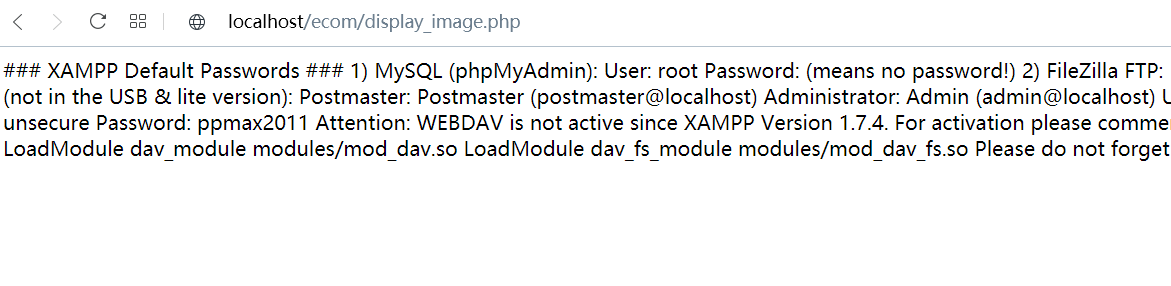 localhost/ecom/display_image.php
### XAMPP Default Passwords ### 1) MySQL (phpMyAdmin): User: root Password: (means no password!) 2) FileZilla FTP:
(not in the USB & lite version): Postmaster: Postmaster (postmaster@localhost) Administrator: Admin (admin@localhost)
unsecure Password: ppmax2011 Attention: WEBDAV is not active since XAMPP Version 1.7.4. For activation please
LoadModule dav_module modules/mod_dav.so LoadModule dav_fs_module modules/mod_dav_fs.so Please do not forget